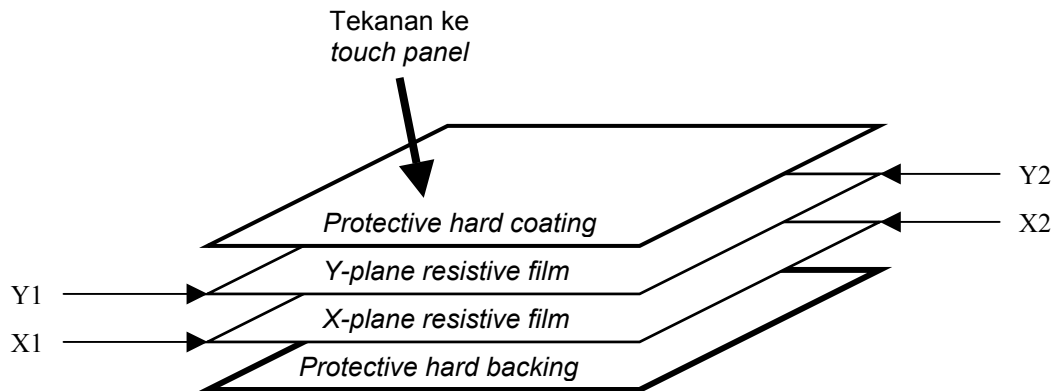 Tekanan ke
touch panel
Y2
Protective hard coating
X2
Y-plane resistive film
Y1
X-plane resistive film
X1
Protective hard backing